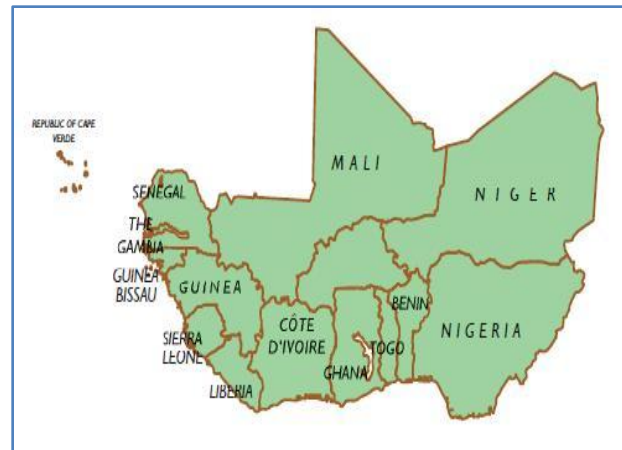 REPUBLIC OF CAPE
VERDE
MALI
NIGER
SENEGAL
THE
GAMBIA
GUINEA
BISSAU
GUINEA
BENIN
NIGERIA
CÔTE
D'IVOIRE
SIERRA
LEONE
TOGO
GHANA
LIBERIA